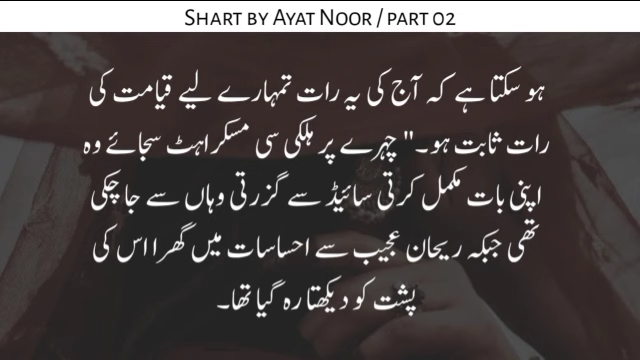 Shart by Ayat Noor / part 02
ہو سکتا ہے کہ آج کی یہ رات تمہارے لیے قیامت کی
رات ثابت ہو۔" چہرے پر ہلکی سی مسکراہٹ سجائے وہ
اپنی بات مکمل کرتی سائیڈ سے گزرتی وہاں سے جا چکی
تھی جبکہ ریحان عجیب سے احساسات میں گھرا اس کی
پشت کو دیکھتا رہ گیا تھا۔